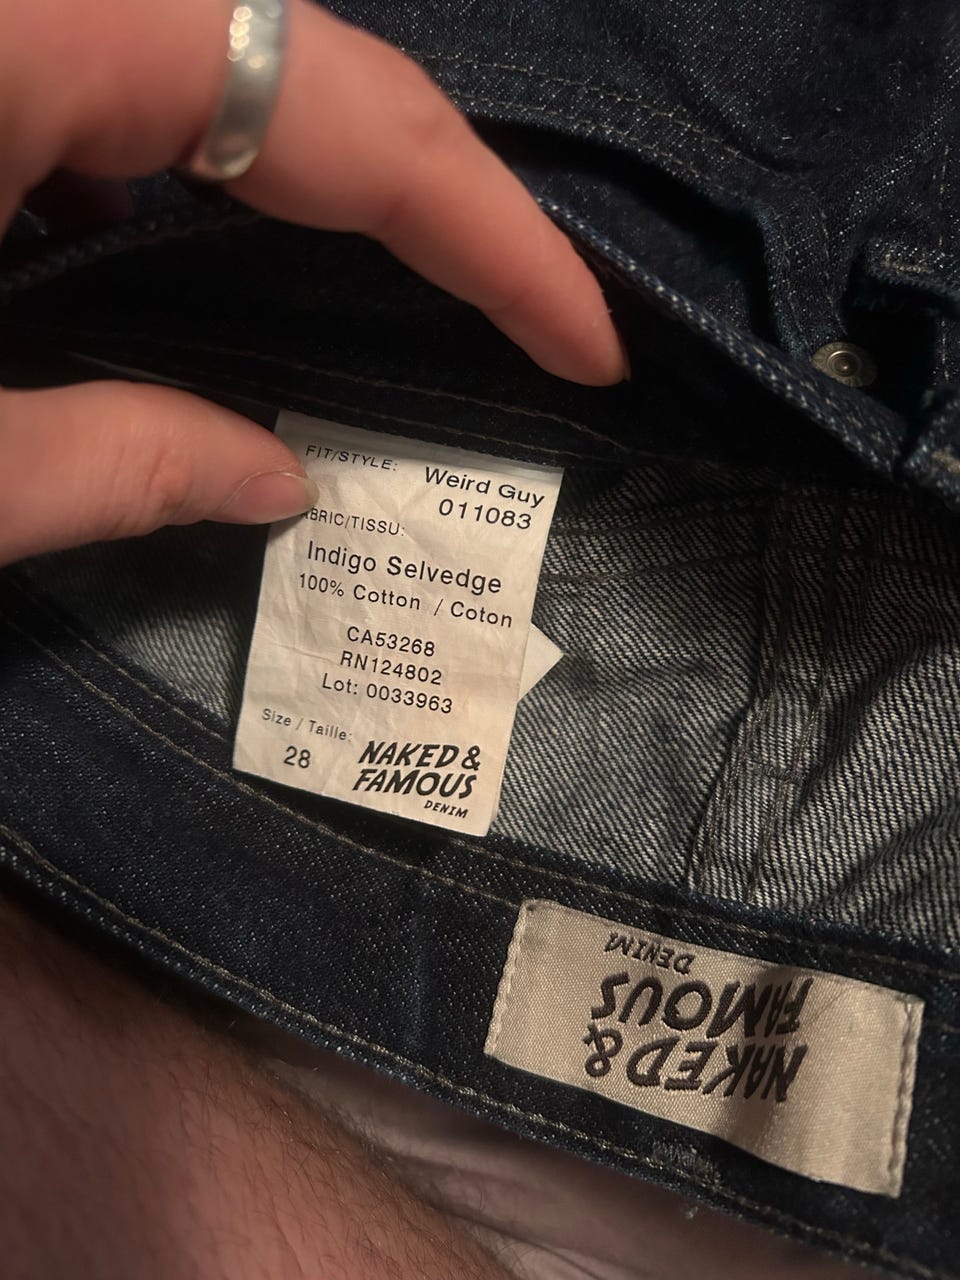 FIT/STYLE: Weird Guy
011083
ABRIC/TISSU:
Indigo Selvedge
100% Cotton / Coton
CA53268
RN124802
Lot: 0033963
Size / Taille:
28
NAKED &
FAMOUS
DENIM
NAKED &
FAMOUS
DENIM